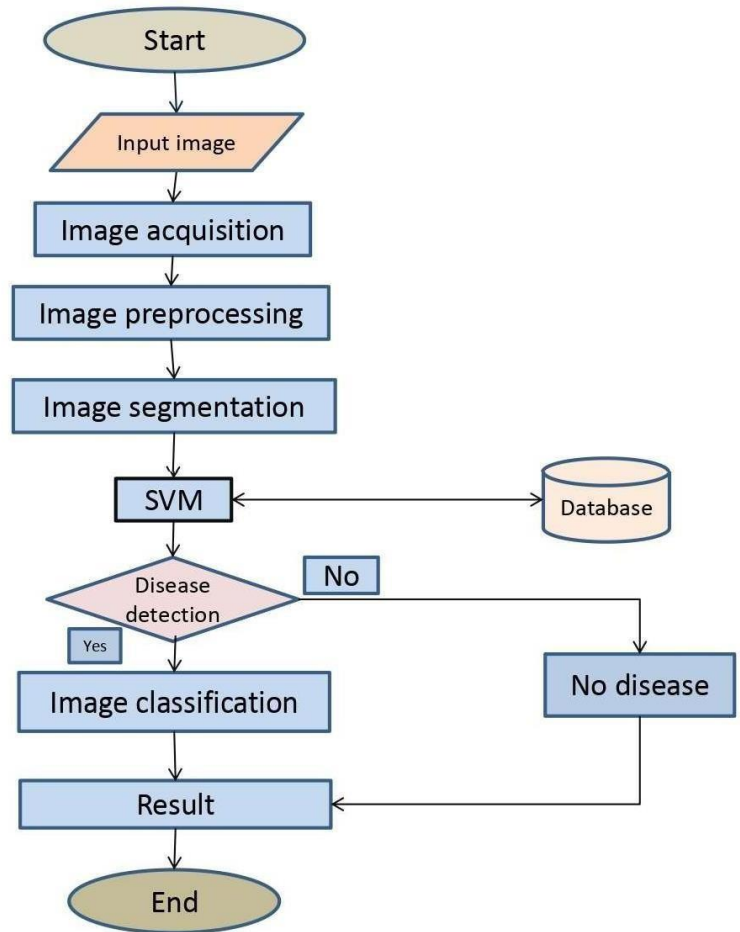 Start
Input image
Image acquisition
Image preprocessing
Image segmentation
SVM
Database
Disease
detection
No
Yes
No disease
Image classification
Result
End